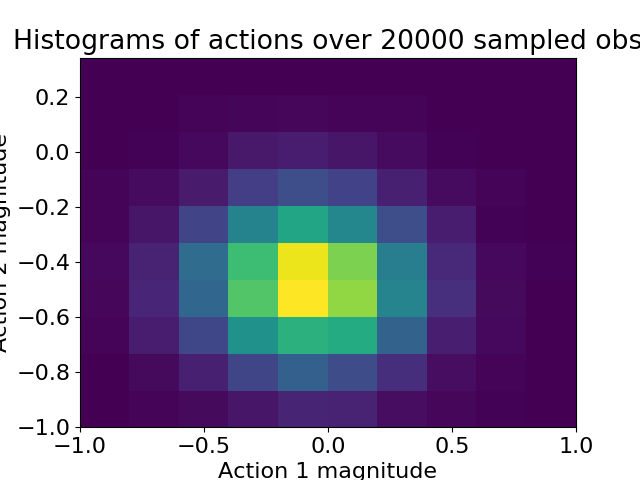 Histograms of actions over 20000 sampled obs
Action 2 magnitude
0.2
0.0
−0.2
−0.4
−0.6
−0.8
−1.0
−1.0 −0.5 0.0 0.5 1.0
Action 1 magnitude